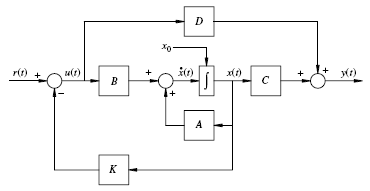 D
x₀
r(t) + u(t) B + ẋ(t) ∫ x(t) C + + y(t)
− +
A
K